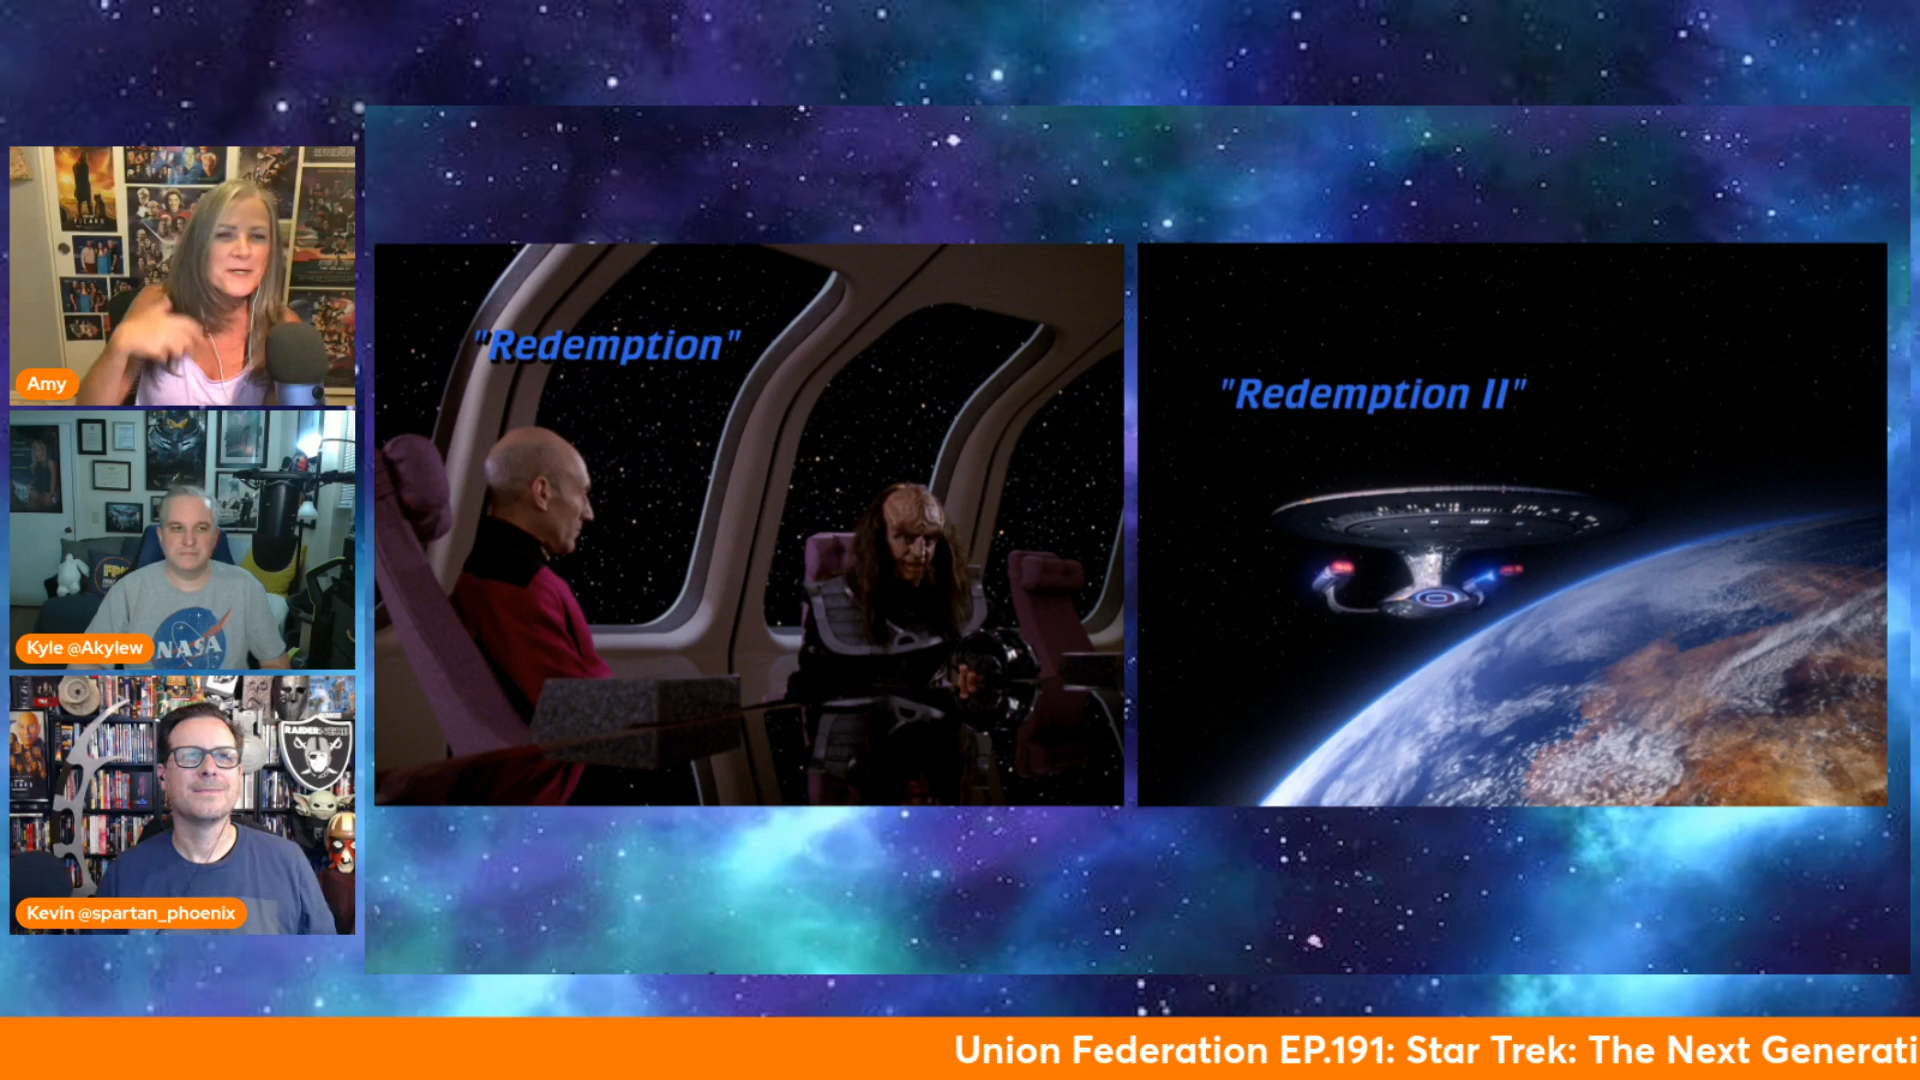 PICARD
Amy
Kyle @Akylew
NASA
Kevin @spartan_phoenix
RAIDERS
"Redemption"
"Redemption II"
Union Federation EP.191: Star Trek: The Next Generati